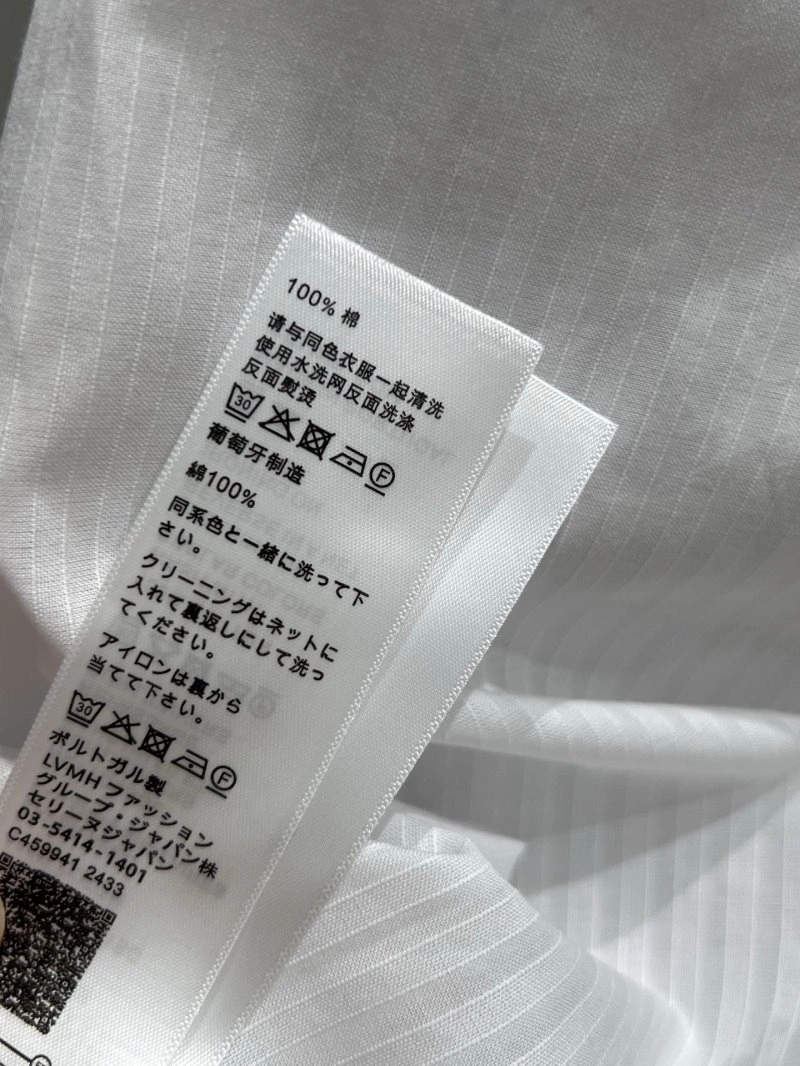 100% 棉
请与同色衣服一起清洗
使用水洗网反面洗涤
反面熨烫
30 F
葡萄牙制造
綿100%
同系色と一緒に洗って下
さい。
クリーニングはネットに
入れて裏返しにして洗っ
てください。
アイロンは裏から
当てて下さい。
30 F
ポルトガル製
LVMH ファッション
グループ・ジャパン株
セリーヌジャパン
03-5414-1401
C459941 2433